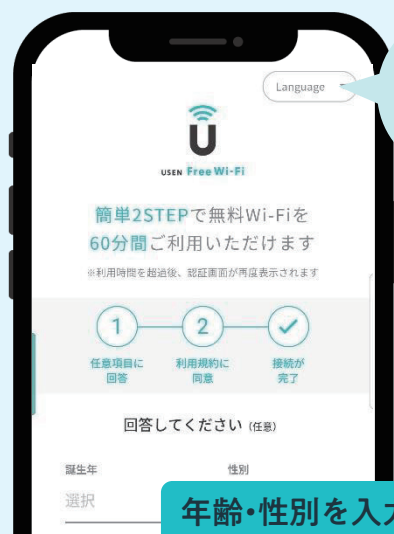 Language
U
USEN Free Wi-Fi
簡単2STEPで無料Wi-Fiを
60分間ご利用いただけます
※利用時間を超過後、認証画面が再度表示されます
1 2
任意項目に 利用規約に 接続が
回答 同意 完了
回答してください (任意)
誕生年 性別
選択
年齢・性別を入力